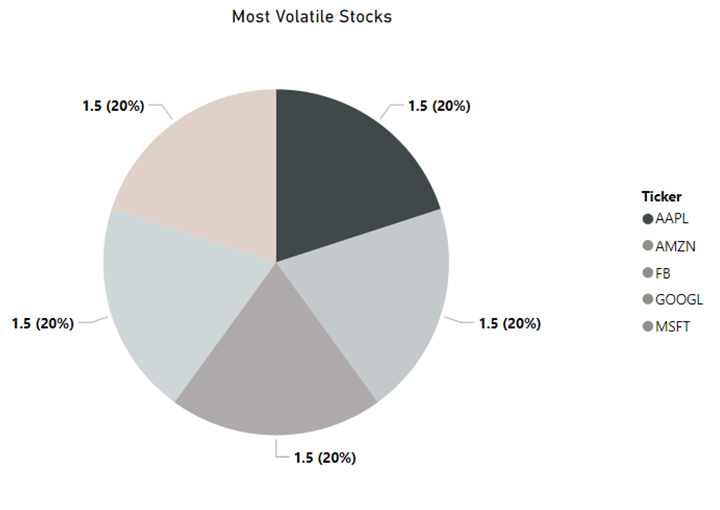 Most Volatile Stocks
1.5 (20%)
1.5 (20%)
1.5 (20%)
1.5 (20%)
1.5 (20%)
Ticker
AAPL
AMZN
FB
GOOGL
MSFT